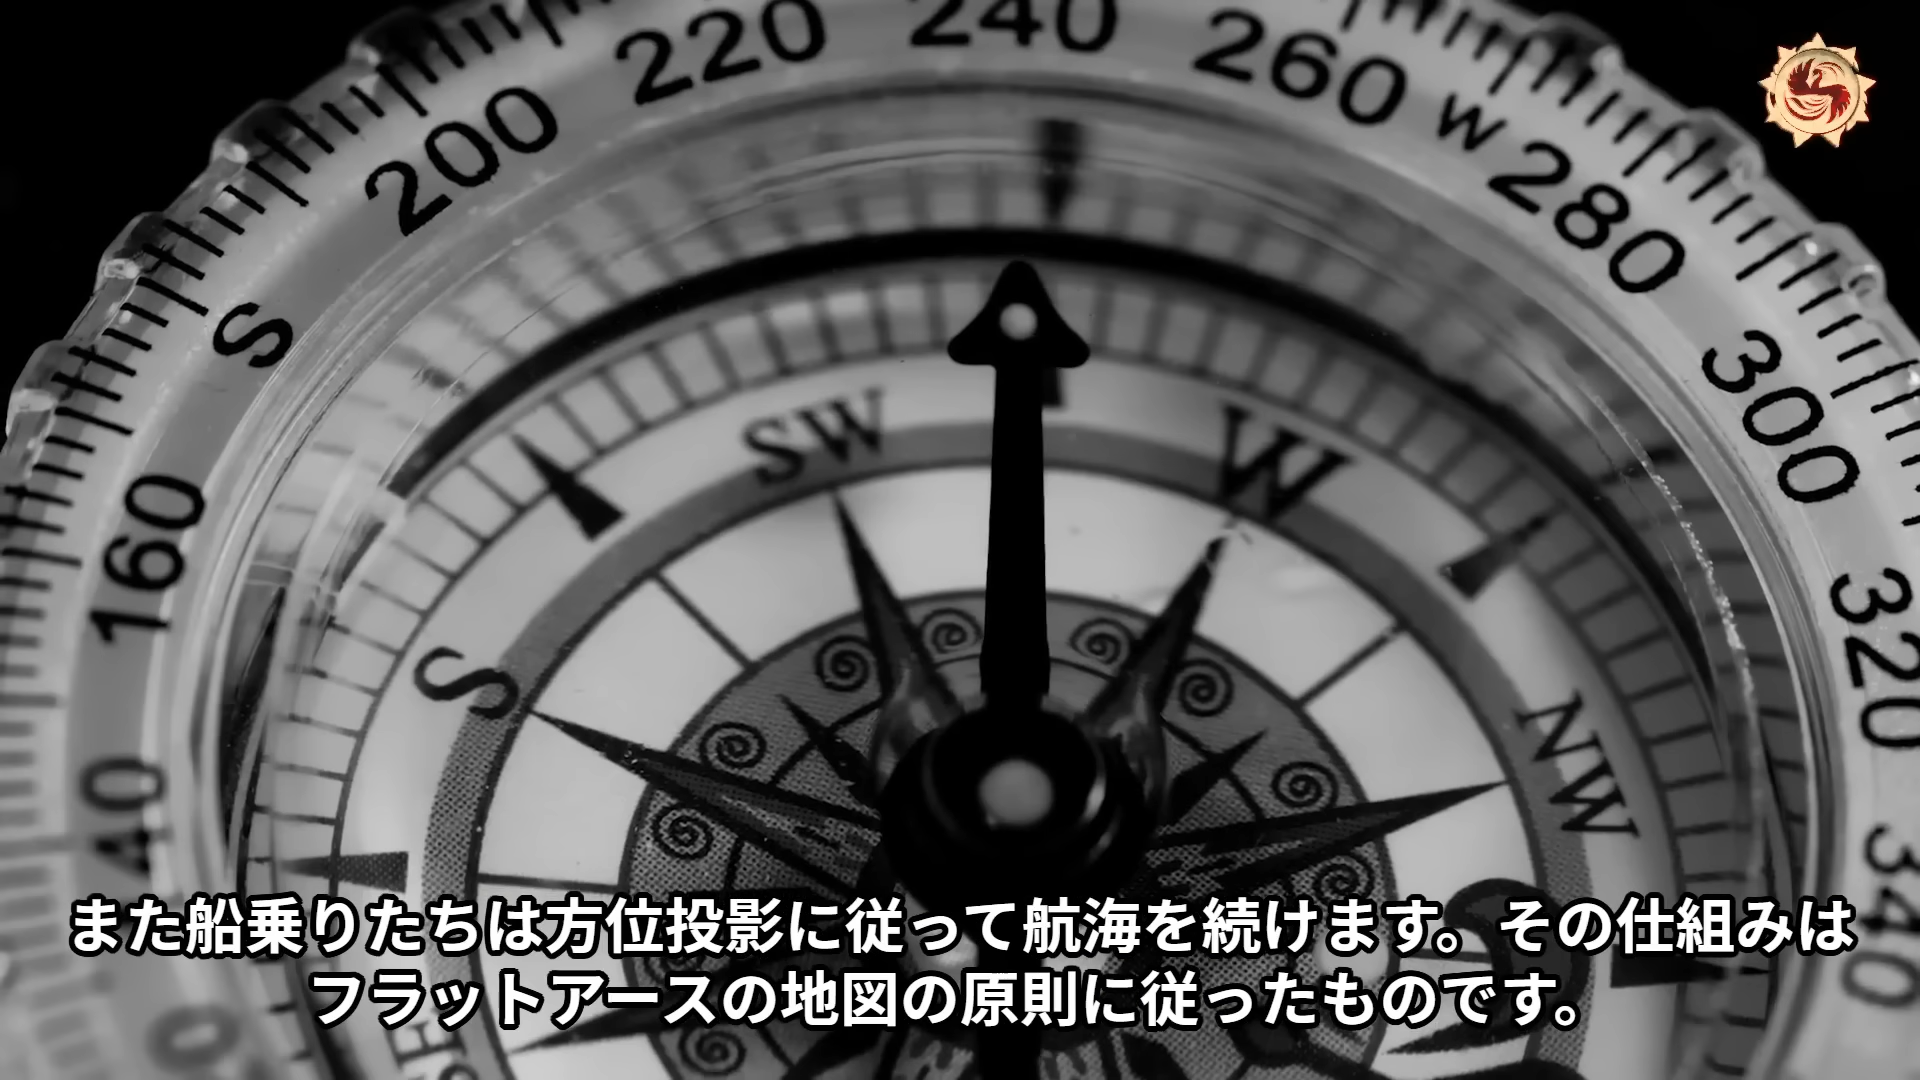 220 240 260
200 W 280
S 300
SW W
160 S 320
NW
340
また船乗りたちは方位投影に従って航海を続けます。その仕組みは
フラットアースの地図の原則に従ったものです。